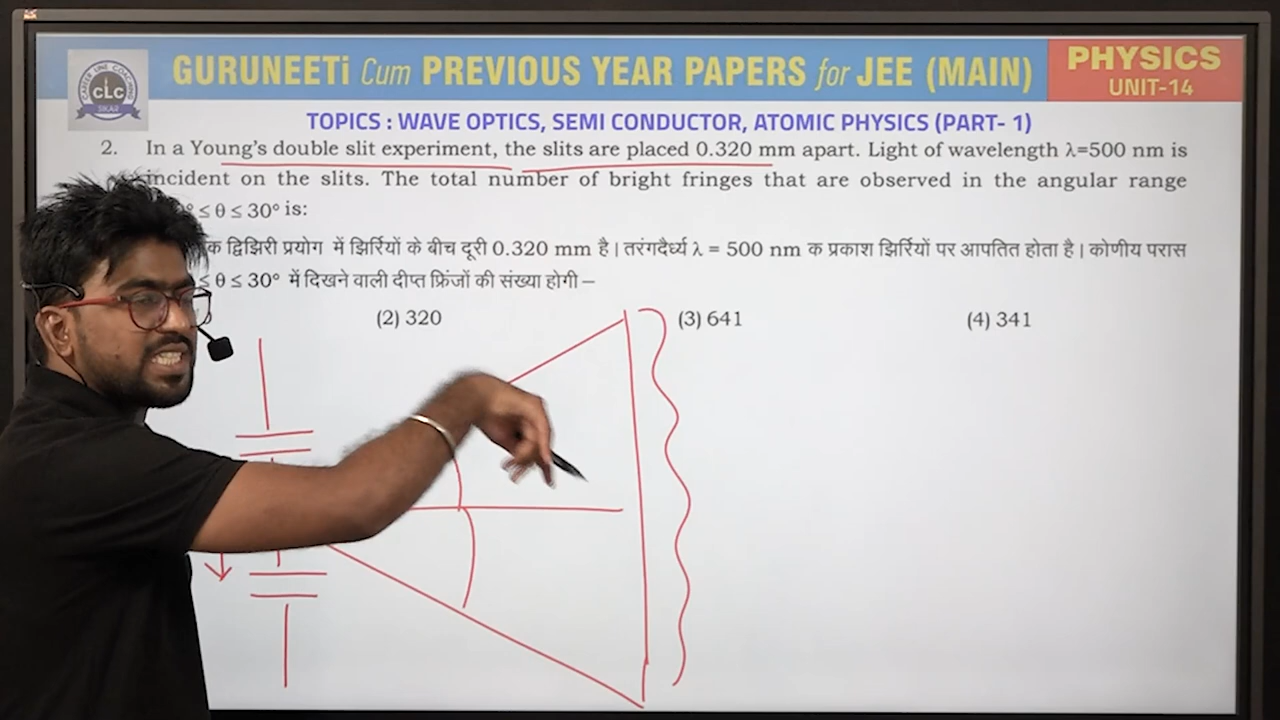 GURUNEETi Cum PREVIOUS YEAR PAPERS for JEE (MAIN)
PHYSICS
UNIT-14
CAREER LINE COACHING
CLC
SIKAR
TOPICS : WAVE OPTICS, SEMI CONDUCTOR, ATOMIC PHYSICS (PART- 1)
2. In a Young's double slit experiment, the slits are placed 0.320 mm apart. Light of wavelength λ=500 nm is
incident on the slits. The total number of bright fringes that are observed in the angular range
≤ θ ≤ 30° is:
क द्विझिरी प्रयोग में झिर्रियों के बीच दूरी 0.320 mm है। तरंगदैर्ध्य λ = 500 nm क प्रकाश झिर्रियों पर आपतित होता है। कोणीय परास
≤ θ ≤ 30° में दिखने वाली दीप्त फ्रिंजों की संख्या होगी –
(2) 320 (3) 641 (4) 341